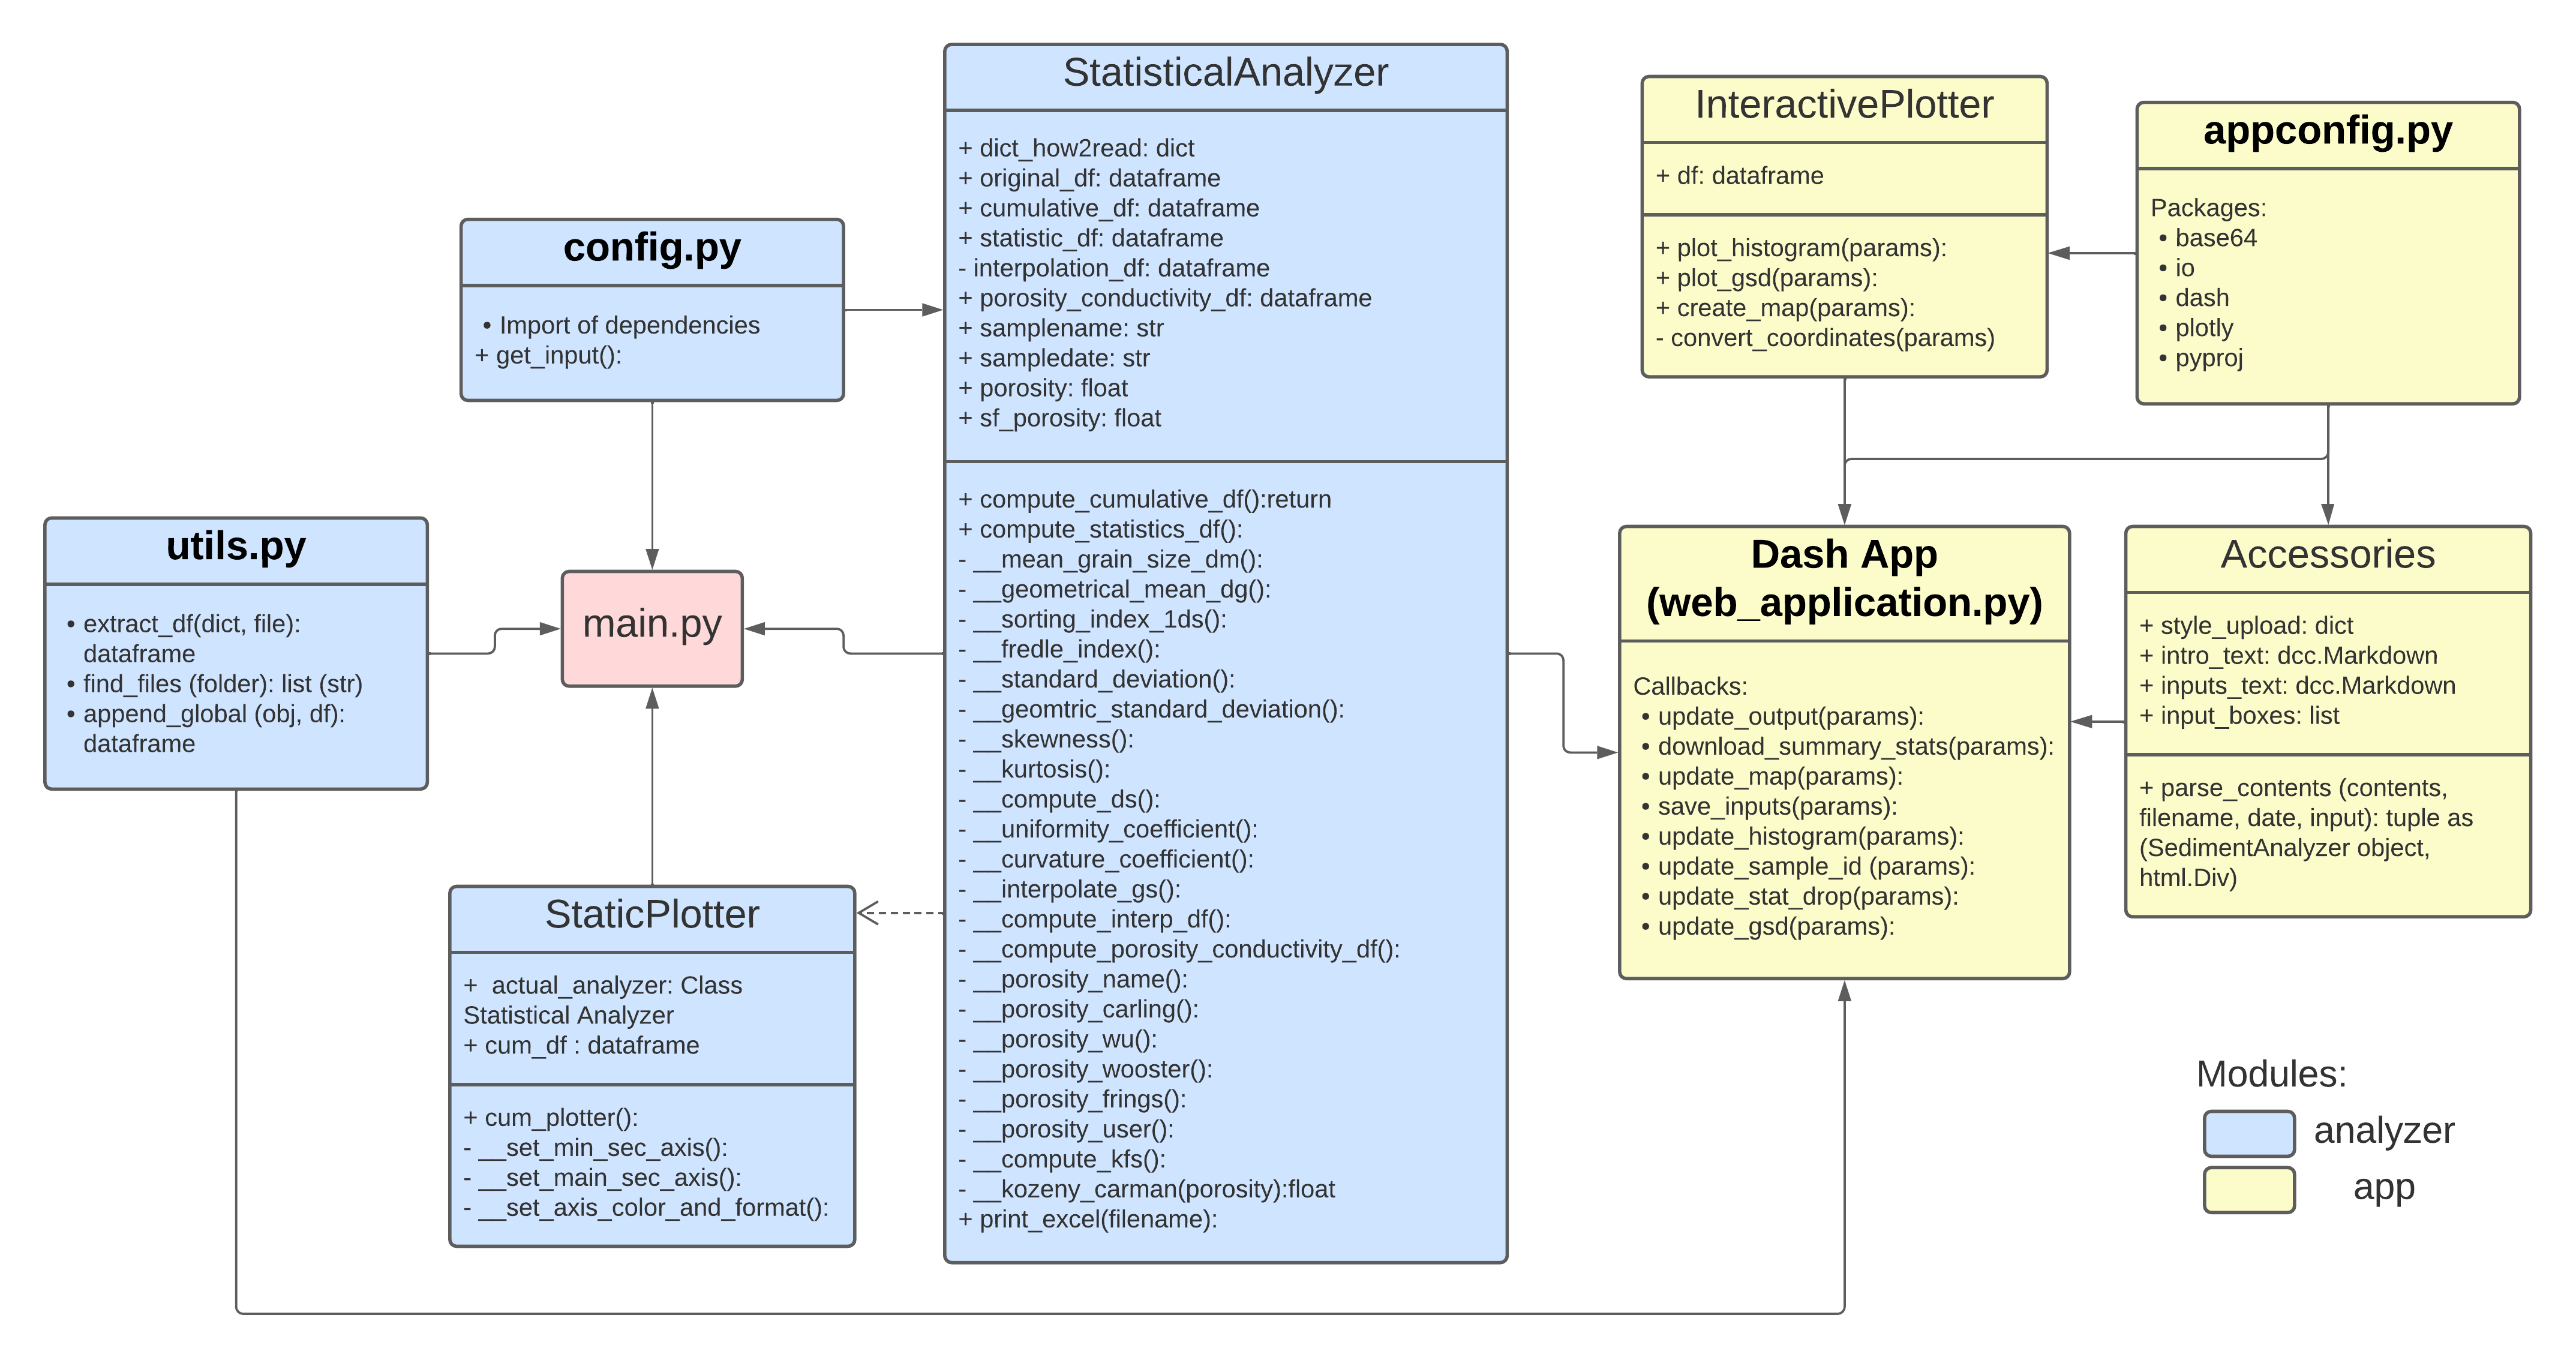 StatisticalAnalyzer
+ dict_how2read: dict
+ original_df: dataframe
+ cumulative_df: dataframe
+ statistic_df: dataframe
- interpolation_df: dataframe
+ porosity_conductivity_df: dataframe
+ samplename: str
+ sampledate: str
+ porosity: float
+ sf_porosity: float
+ compute_cumulative_df():return
+ compute_statistics_df():
- __mean_grain_size_dm():
- __geometrical_mean_dg():
- __sorting_index_1ds():
- __fredle_index():
- __standard_deviation():
- __geomtric_standard_deviation():
- __skewness():
- __kurtosis():
- __compute_ds():
- __uniformity_coefficient():
- __curvature_coefficient():
- __interpolate_gs():
- __compute_interp_df():
- __compute_porosity_conductivity_df():
- __porosity_name():
- __porosity_carling():
- __porosity_wu():
- __porosity_wooster():
- __porosity_frings():
- __porosity_user():
- __compute_kfs():
- __kozeny_carman(porosity):float
+ print_excel(filename):
config.py
• Import of dependencies
+ get_input():
utils.py
• extract_df(dict, file):
dataframe
• find_files (folder): list (str)
• append_global (obj, df):
dataframe
main.py
StaticPlotter
+  actual_analyzer: Class
Statistical Analyzer
+ cum_df : dataframe
+ cum_plotter():
- __set_min_sec_axis():
- __set_main_sec_axis():
- __set_axis_color_and_format():
InteractivePlotter
+ df: dataframe
+ plot_histogram(params):
+ plot_gsd(params):
+ create_map(params):
- convert_coordinates(params)
appconfig.py
Packages:
• base64
• io
• dash
• plotly
• pyproj
Dash App
(web_application.py)
Callbacks:
• update_output(params):
• download_summary_stats(params):
• update_map(params):
• save_inputs(params):
• update_histogram(params):
• update_sample_id (params):
• update_stat_drop(params):
• update_gsd(params):
Accessories
+ style_upload: dict
+ intro_text: dcc.Markdown
+ inputs_text: dcc.Markdown
+ input_boxes: list
+ parse_contents (contents,
filename, date, input): tuple as
(SedimentAnalyzer object,
html.Div)
Modules:
analyzer
app